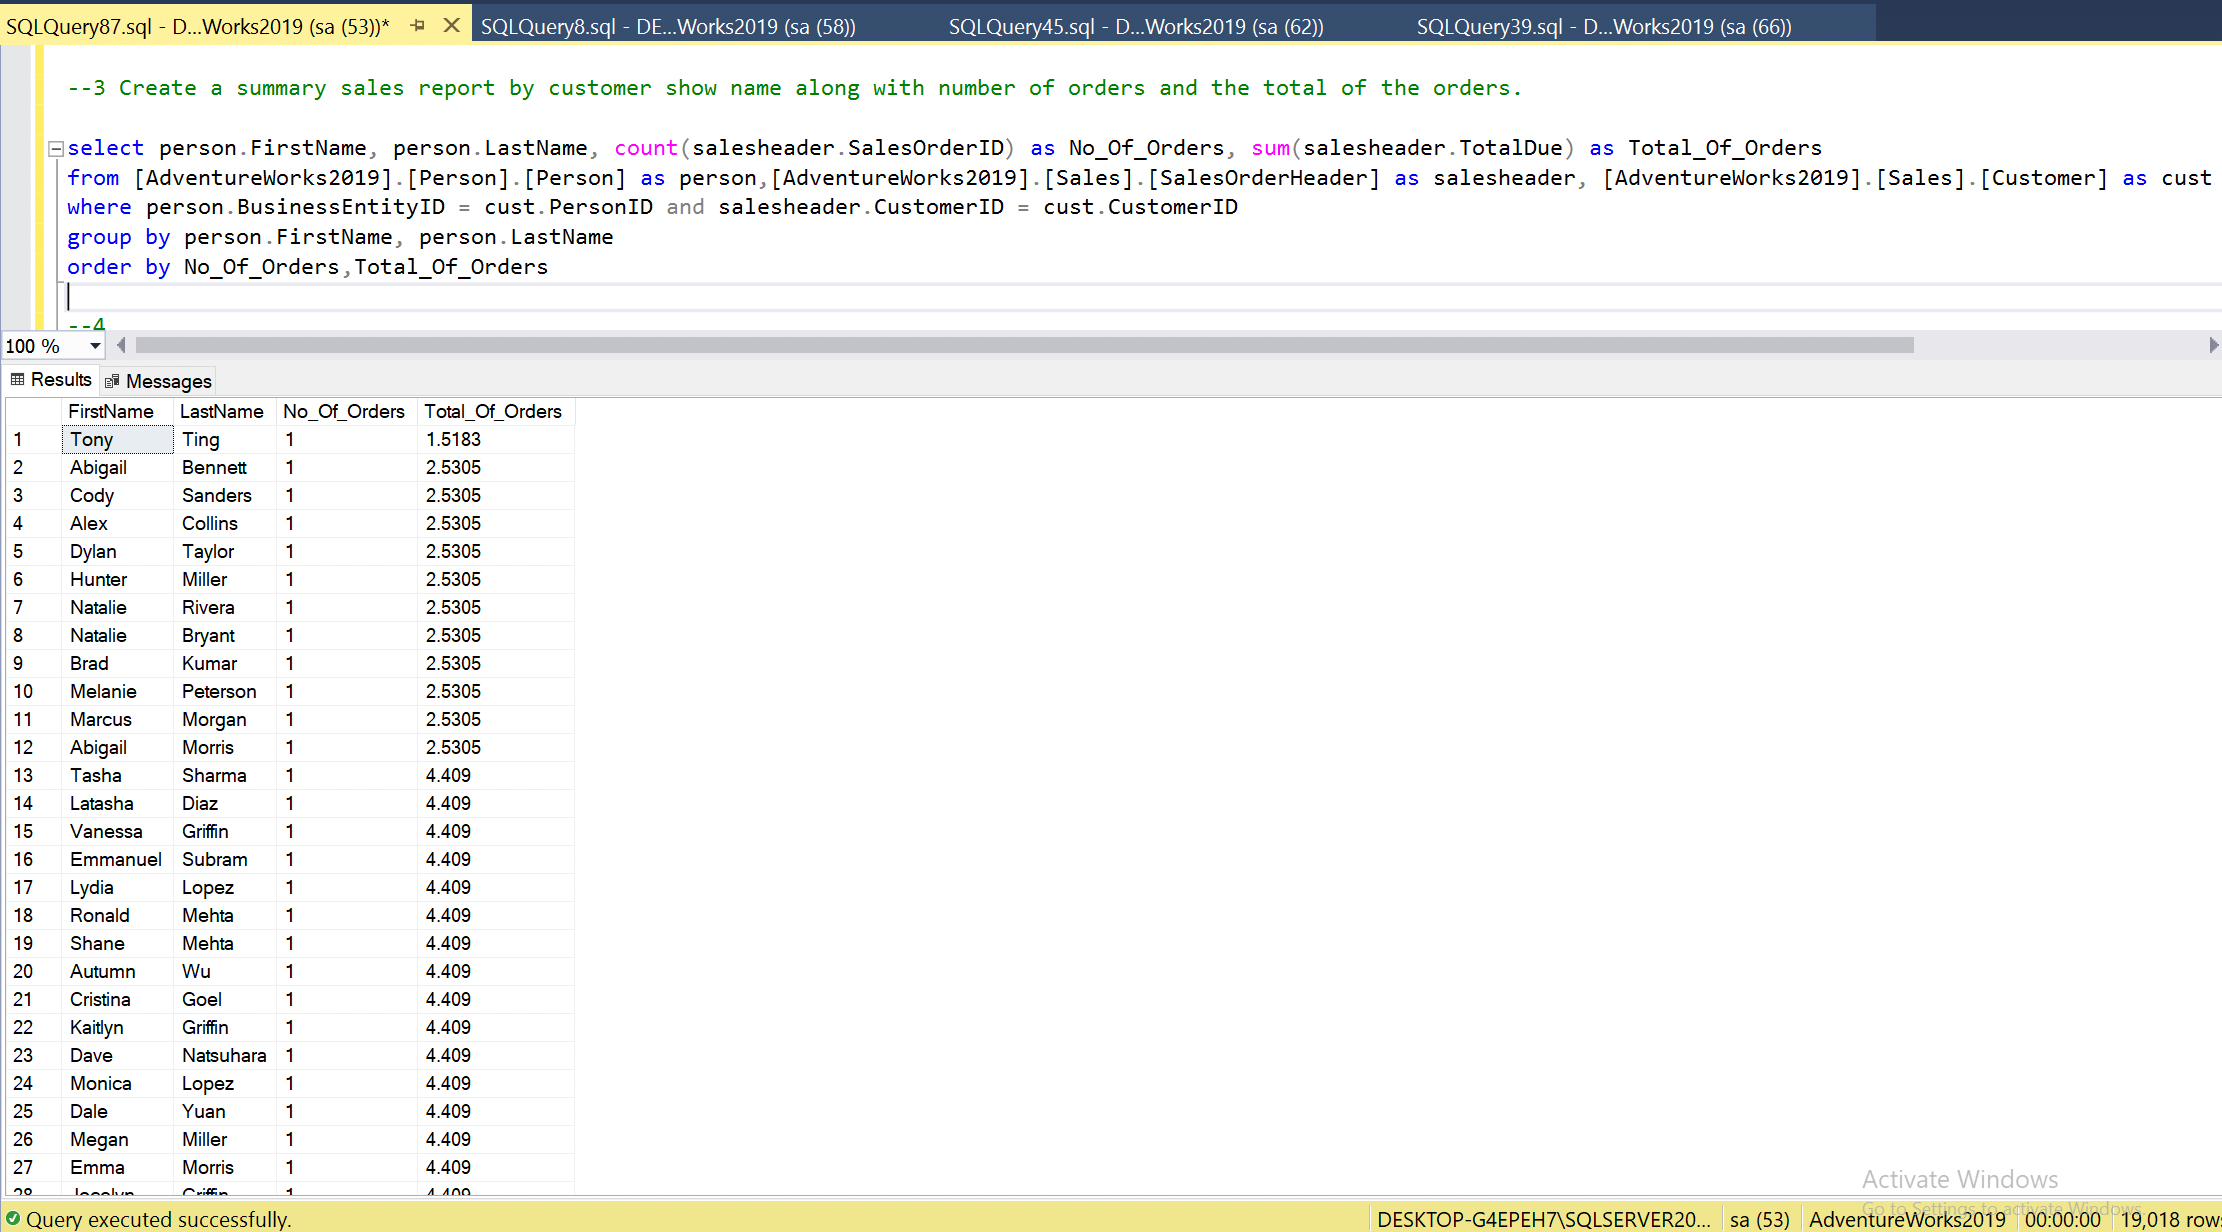 SQLQuery87.sql - D...Works2019 (sa (53))* SQLQuery8.sql - DE...Works2019 (sa (58)) SQLQuery45.sql - D...Works2019 (sa (62)) SQLQuery39.sql - D...Works2019 (sa (66))
--3 Create a summary sales report by customer show name along with number of orders and the total of the orders.
select person.FirstName, person.LastName, count(salesheader.SalesOrderID) as No_Of_Orders, sum(salesheader.TotalDue) as Total_Of_Orders
from [AdventureWorks2019].[Person].[Person] as person,[AdventureWorks2019].[Sales].[SalesOrderHeader] as salesheader, [AdventureWorks2019].[Sales].[Customer] as cust
where person.BusinessEntityID = cust.PersonID and salesheader.CustomerID = cust.CustomerID
group by person.FirstName, person.LastName
order by No_Of_Orders,Total_Of_Orders
--4
100 %
Results Messages
FirstName LastName No_Of_Orders Total_Of_Orders
1 Tony Ting 1 1.5183
2 Abigail Bennett 1 2.5305
3 Cody Sanders 1 2.5305
4 Alex Collins 1 2.5305
5 Dylan Taylor 1 2.5305
6 Hunter Miller 1 2.5305
7 Natalie Rivera 1 2.5305
8 Natalie Bryant 1 2.5305
9 Brad Kumar 1 2.5305
10 Melanie Peterson 1 2.5305
11 Marcus Morgan 1 2.5305
12 Abigail Morris 1 2.5305
13 Tasha Sharma 1 4.409
14 Latasha Diaz 1 4.409
15 Vanessa Griffin 1 4.409
16 Emmanuel Subram 1 4.409
17 Lydia Lopez 1 4.409
18 Ronald Mehta 1 4.409
19 Shane Mehta 1 4.409
20 Autumn Wu 1 4.409
21 Cristina Goel 1 4.409
22 Kaitlyn Griffin 1 4.409
23 Dave Natsuhara 1 4.409
24 Monica Lopez 1 4.409
25 Dale Yuan 1 4.409
26 Megan Miller 1 4.409
27 Emma Morris 1 4.409
28 Jocelyn Griffin 1 4.409
Activate Windows
Go to Settings to activate Windows.
Query executed successfully. DESKTOP-G4EPEH7\SQLSERVER20... sa (53) AdventureWorks2019 00:00:00 19,018 row